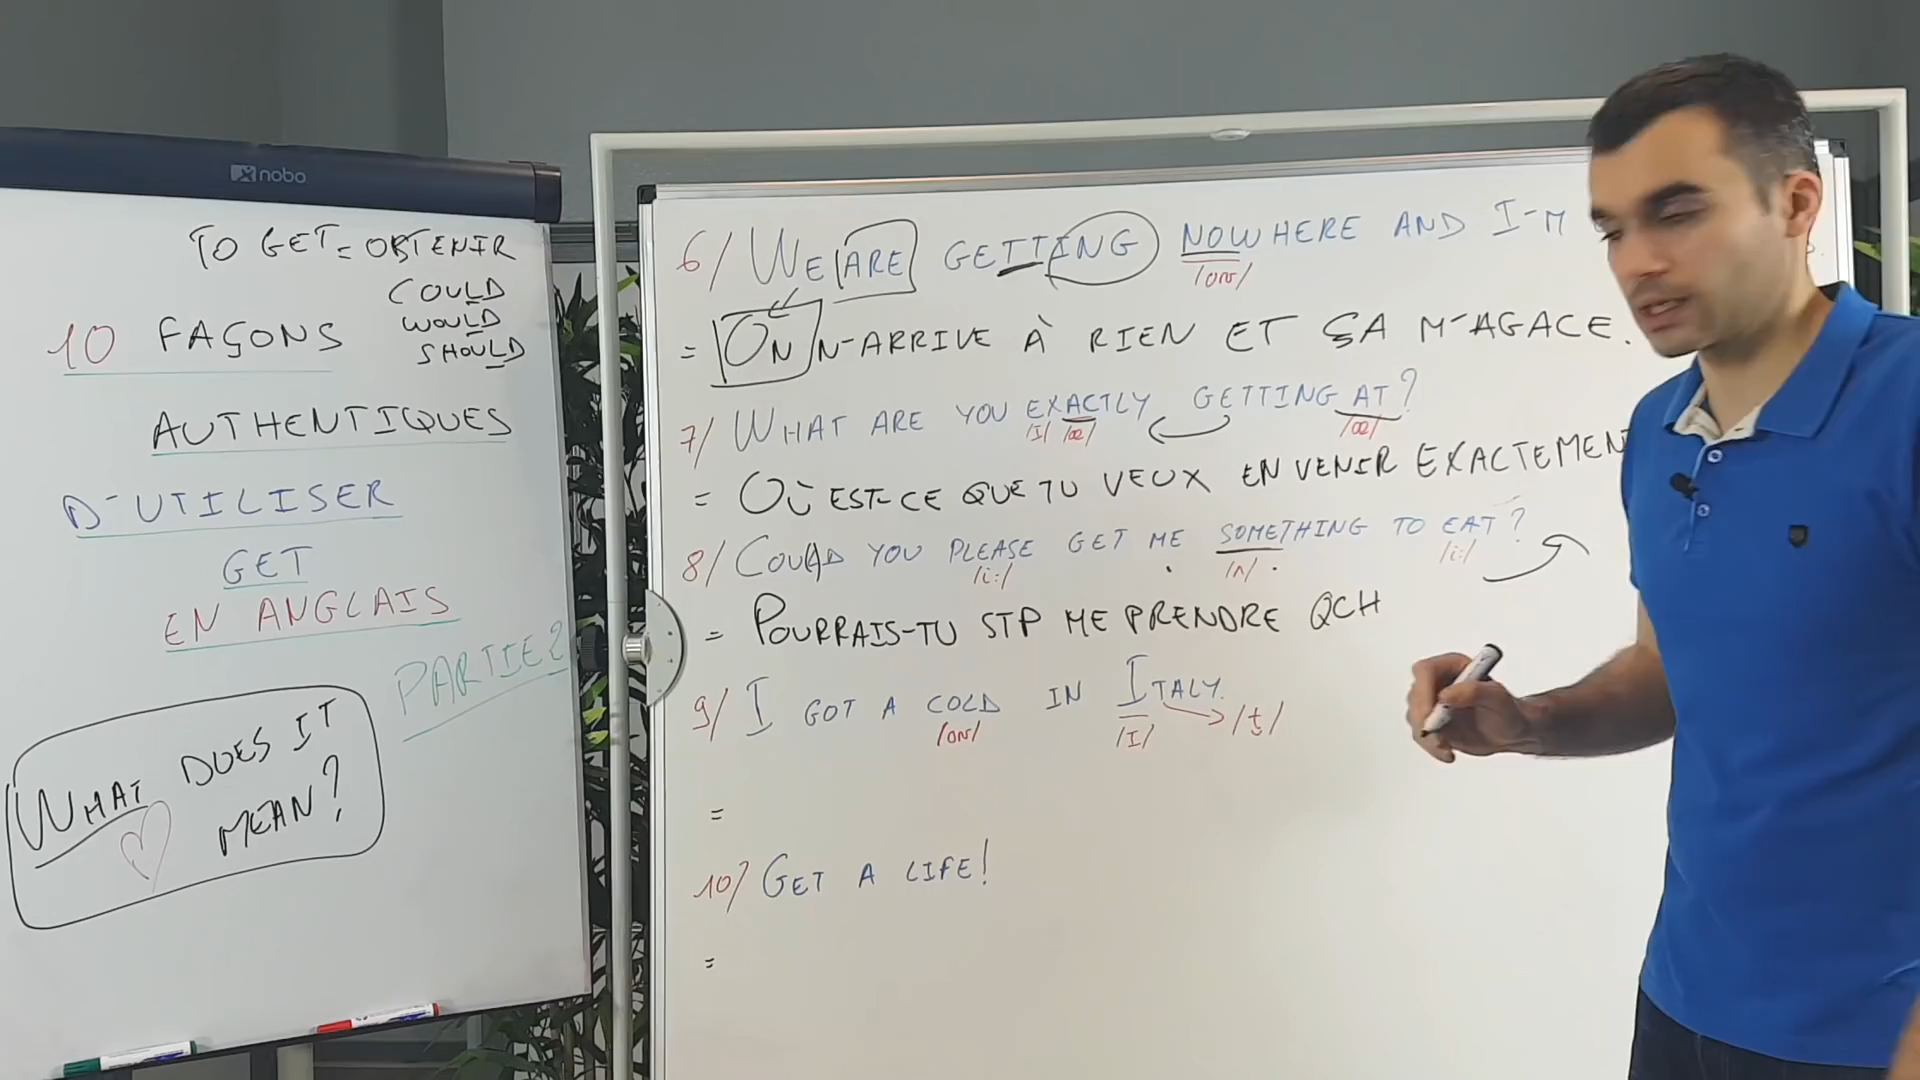 nobo
TO GET = OBTENIR
COULD
WOULD
SHOULD
10 FAÇONS
AUTHENTIQUES
D'UTILISER
GET
EN ANGLAIS
PARTIE 2
WHAT DOES IT
MEAN?
6/ WE ARE GETTING NOWHERE AND I'M
= ON N'ARRIVE À RIEN ET ÇA M'AGACE.
7/ WHAT ARE YOU EXACTLY GETTING AT?
/I/ /æ/ /æ/
= OÙ EST-CE QUE TU VEUX EN VENIR EXACTEMEN
8/ COULD YOU PLEASE GET ME SOMETHING TO EAT?
/i:/ /ʌ/ /i:/
= POURRAIS-TU STP ME PRENDRE QCH
9/ I GOT A COLD IN ITALY.
/I/ /t̬/
=
10/ GET A LIFE!
=